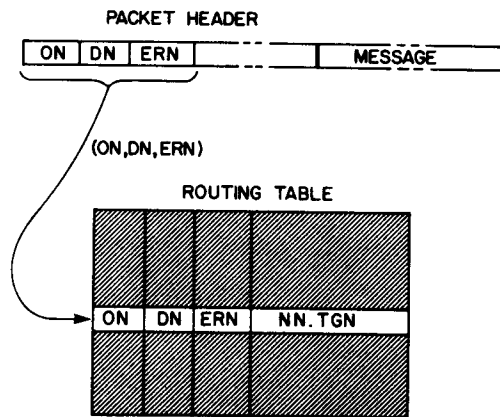 PACKET HEADER
ON DN ERN MESSAGE
(ON,DN,ERN)
ROUTING TABLE
ON DN ERN NN.TGN